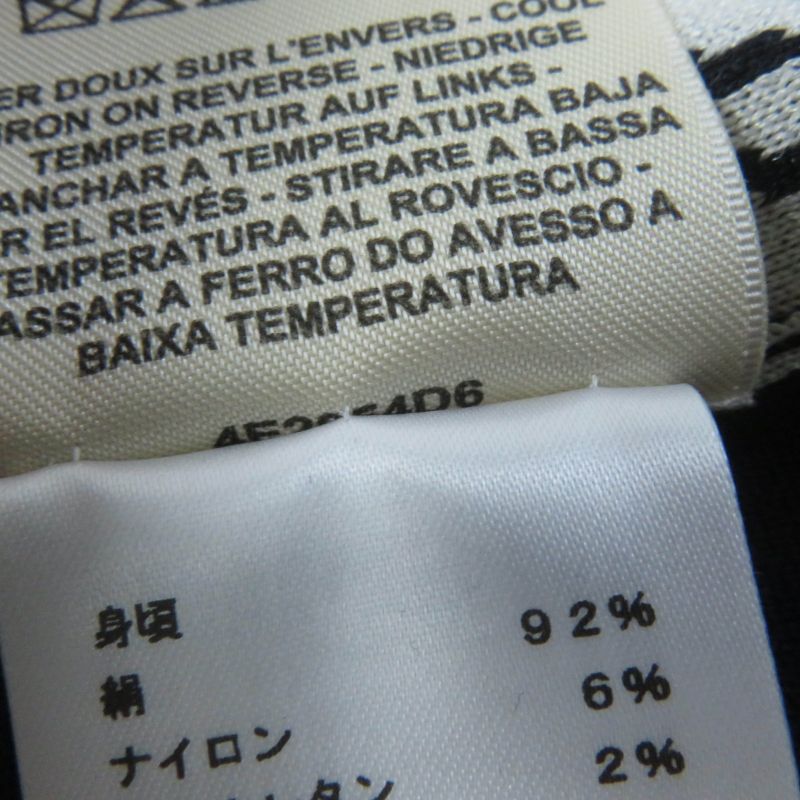 ER DOUX SUR L'ENVERS - COOL
IRON ON REVERSE - NIEDRIGE
TEMPERATUR AUF LINKS -
ANCHAR A TEMPERATURA BAJA
R EL REVÉS - STIRARE A BASSA
TEMPERATURA AL ROVESCIO -
ASSAR A FERRO DO AVESSO A
BAIXA TEMPERATURA
身頃
絹 92%
ナイロン 6%
2%